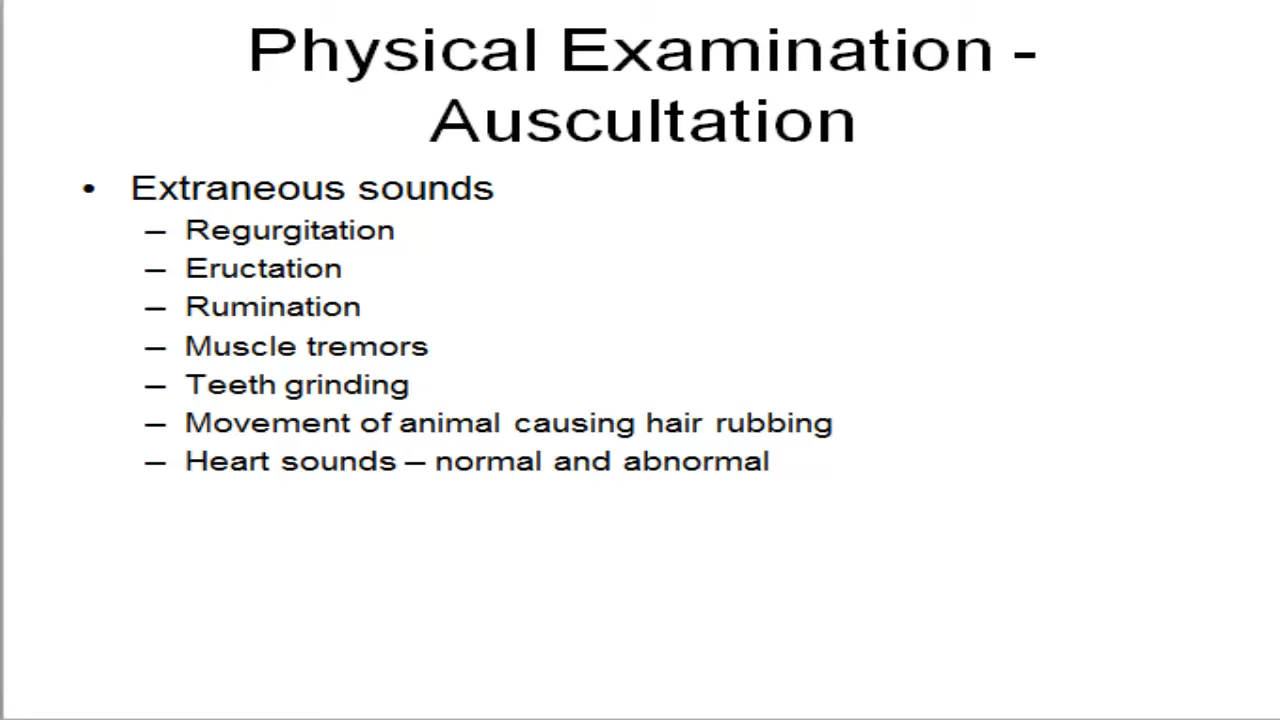 Physical Examination -
Auscultation
• Extraneous sounds
– Regurgitation
– Eructation
– Rumination
– Muscle tremors
– Teeth grinding
– Movement of animal causing hair rubbing
– Heart sounds – normal and abnormal